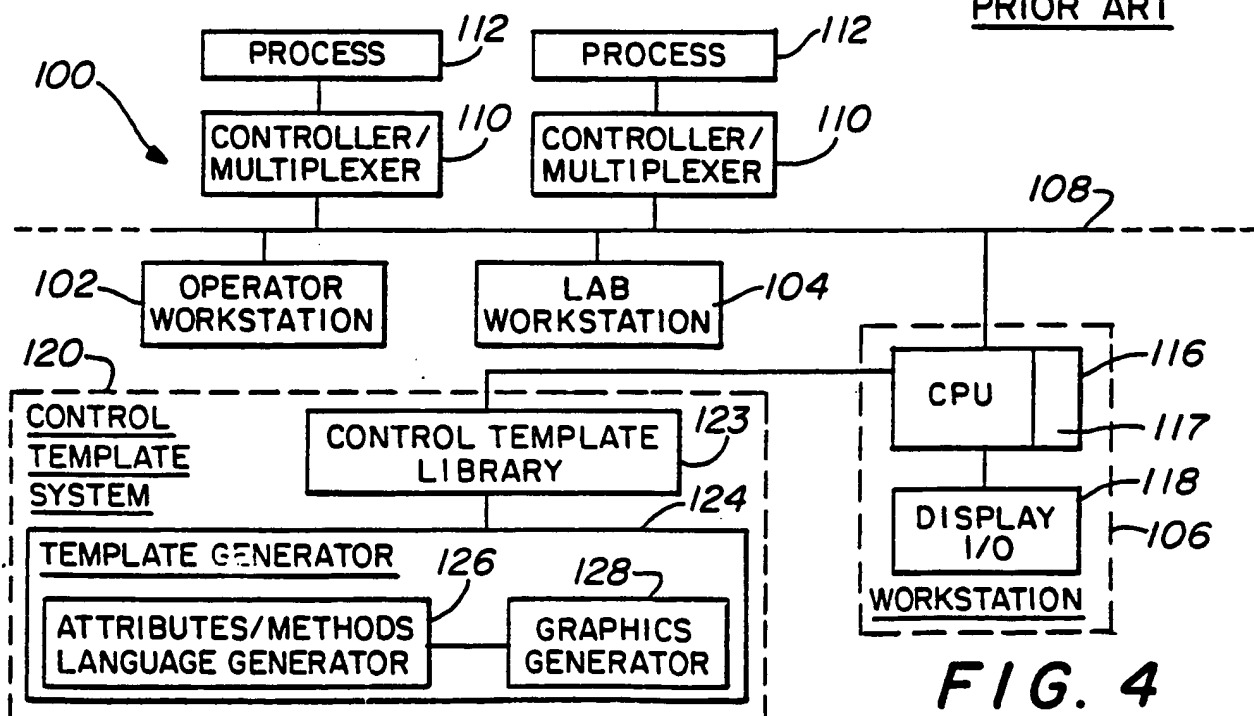 PRIOR ART
112
112
PROCESS
PROCESS
100
110
110
CONTROLLER/
MULTIPLEXER
CONTROLLER/
MULTIPLEXER
108
102
OPERATOR
WORKSTATION
LAB
WORKSTATION
104
120
116
CPU
117
CONTROL
TEMPLATE
SYSTEM
CONTROL TEMPLATE
LIBRARY
123
118
DISPLAY
I/O
106
124
TEMPLATE GENERATOR
126
128
WORKSTATION
ATTRIBUTES/METHODS
LANGUAGE GENERATOR
GRAPHICS
GENERATOR
FIG. 4